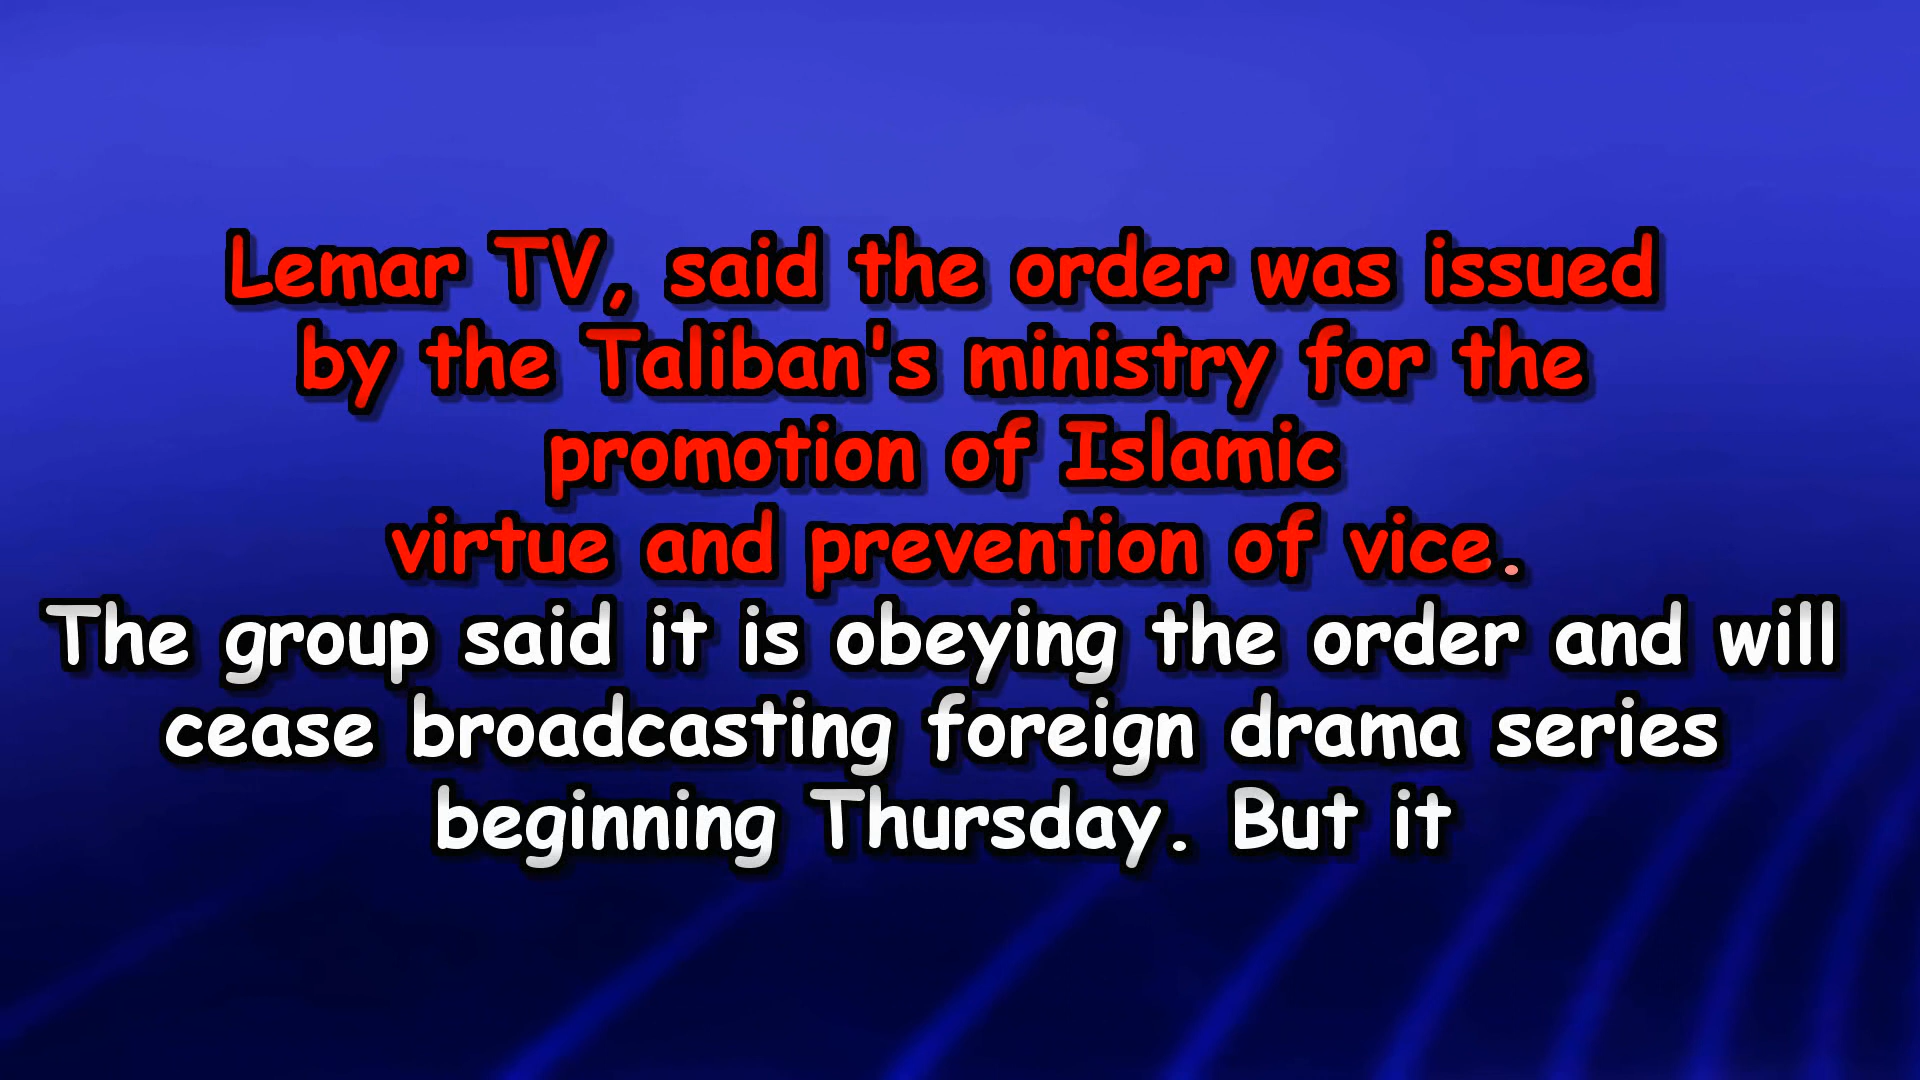 Lemar TV, said the order was issued
by the Taliban's ministry for the
promotion of Islamic
virtue and prevention of vice.
The group said it is obeying the order and will
cease broadcasting foreign drama series
beginning Thursday. But it